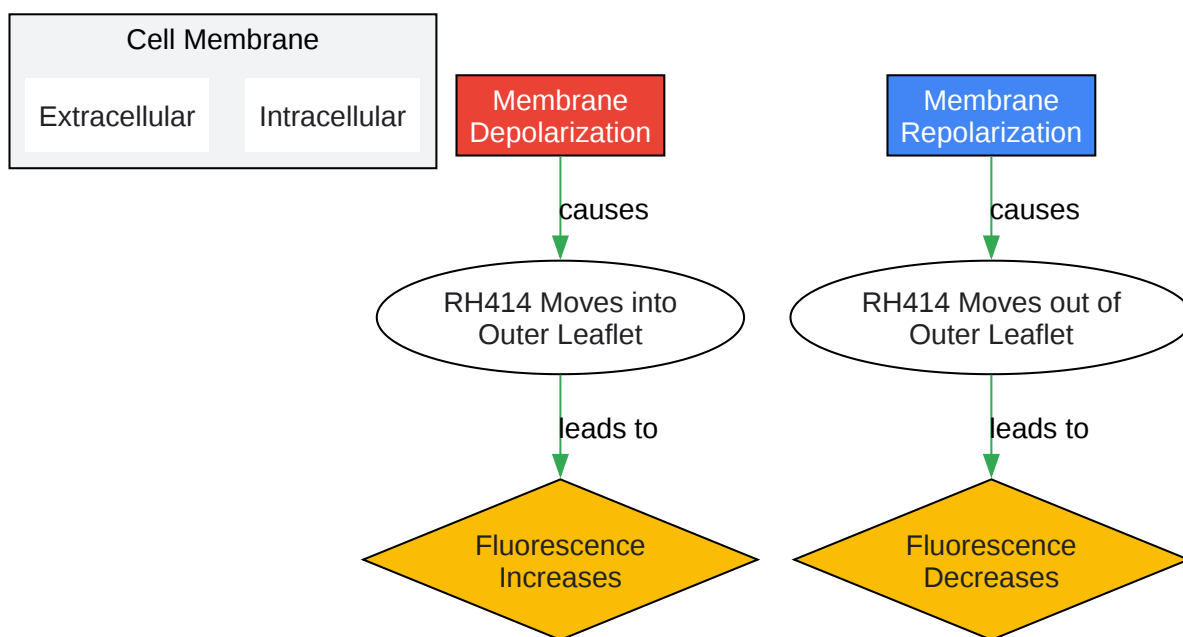 Cell Membrane
Extracellular
Intracellular
Membrane
Depolarization
Membrane
Repolarization
causes
causes
RH414 Moves into
Outer Leaflet
RH414 Moves out of
Outer Leaflet
leads to
leads to
Fluorescence
Increases
Fluorescence
Decreases